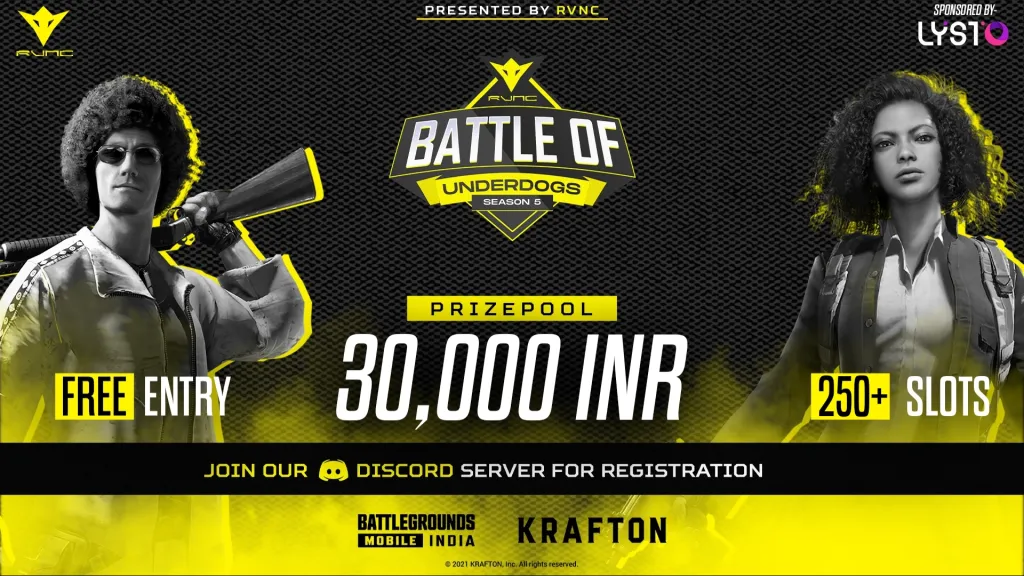 PRESENTED BY RVNC
RVNC
SPONSORED BY-
LYSTO
RVNC
BATTLE OF
UNDERDOGS
SEASON 5
PRIZEPOOL
30,000 INR
FREE ENTRY
250+ SLOTS
JOIN OUR DISCORD SERVER FOR REGISTRATION
BATTLEGROUNDS
MOBILE INDIA
KRAFTON
© 2021 KRAFTON, Inc. All rights reserved.